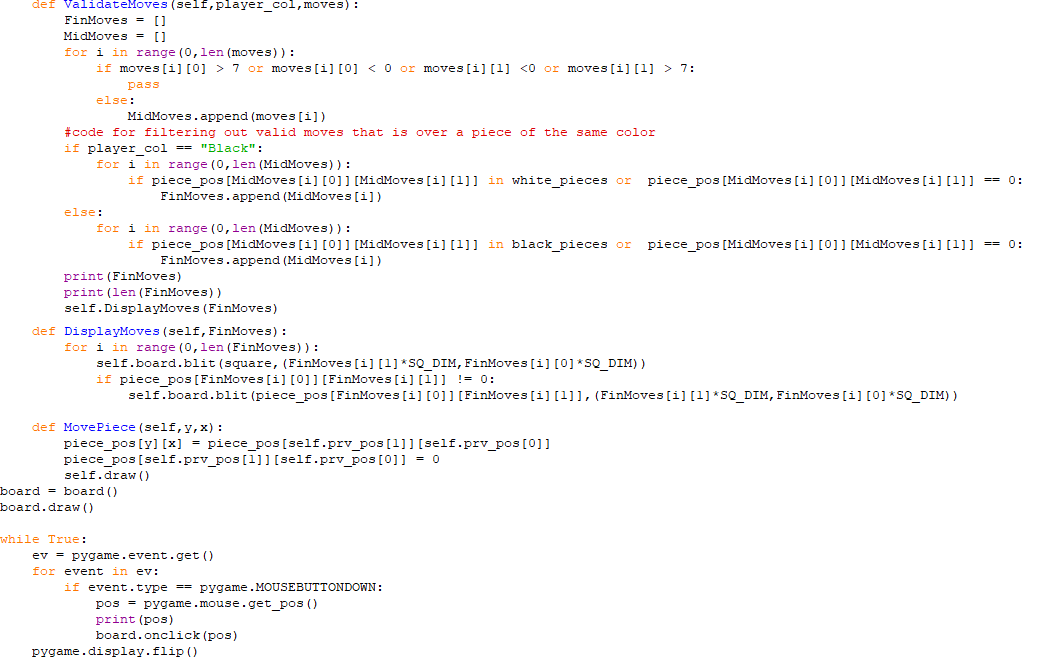 def ValidateMoves(self,player_col,moves):
FinMoves = []
MidMoves = []
for i in range(0,len(moves)):
if moves[i][0] > 7 or moves[i][0] < 0 or moves[i][1] <0 or moves[i][1] > 7:
pass
else:
MidMoves.append(moves[i])
#code for filtering out valid moves that is over a piece of the same color
if player_col == "Black":
for i in range(0,len(MidMoves)):
if piece_pos[MidMoves[i][0]][MidMoves[i][1]] in white_pieces or  piece_pos[MidMoves[i][0]][MidMoves[i][1]] == 0:
FinMoves.append(MidMoves[i])
else:
for i in range(0,len(MidMoves)):
if piece_pos[MidMoves[i][0]][MidMoves[i][1]] in black_pieces or  piece_pos[MidMoves[i][0]][MidMoves[i][1]] == 0:
FinMoves.append(MidMoves[i])
print(FinMoves)
print(len(FinMoves))
self.DisplayMoves(FinMoves)
def DisplayMoves(self,FinMoves):
for i in range(0,len(FinMoves)):
self.board.blit(square,(FinMoves[i][1]*SQ_DIM,FinMoves[i][0]*SQ_DIM))
if piece_pos[FinMoves[i][0]][FinMoves[i][1]] != 0:
self.board.blit(piece_pos[FinMoves[i][0]][FinMoves[i][1]],(FinMoves[i][1]*SQ_DIM,FinMoves[i][0]*SQ_DIM))
def MovePiece(self,y,x):
piece_pos[y][x] = piece_pos[self.prv_pos[1]][self.prv_pos[0]]
piece_pos[self.prv_pos[1]][self.prv_pos[0]] = 0
self.draw()
board = board()
board.draw()
while True:
ev = pygame.event.get()
for event in ev:
if event.type == pygame.MOUSEBUTTONDOWN:
pos = pygame.mouse.get_pos()
print(pos)
board.onclick(pos)
pygame.display.flip()